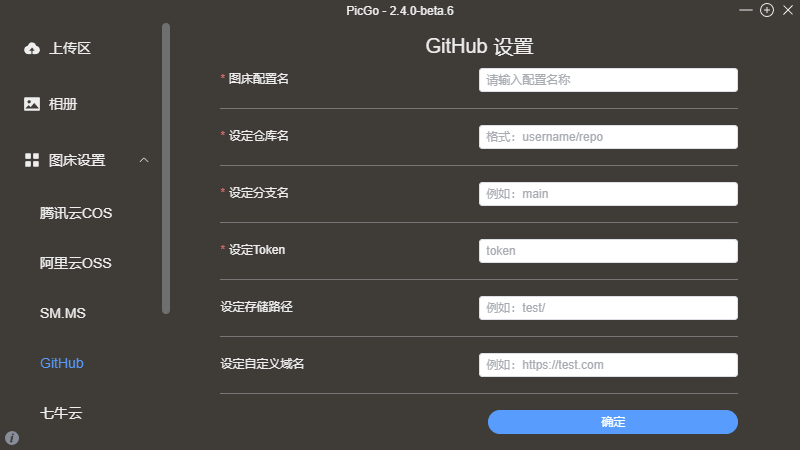 PicGo - 2.4.0-beta.6
上传区
相册
图床设置
腾讯云COS
阿里云OSS
SM.MS
GitHub
七牛云
GitHub 设置
* 图床配置名
请输入配置名称
* 设定仓库名
格式：username/repo
* 设定分支名
例如：main
* 设定Token
token
设定存储路径
例如：test/
设定自定义域名
例如：https://test.com
确定